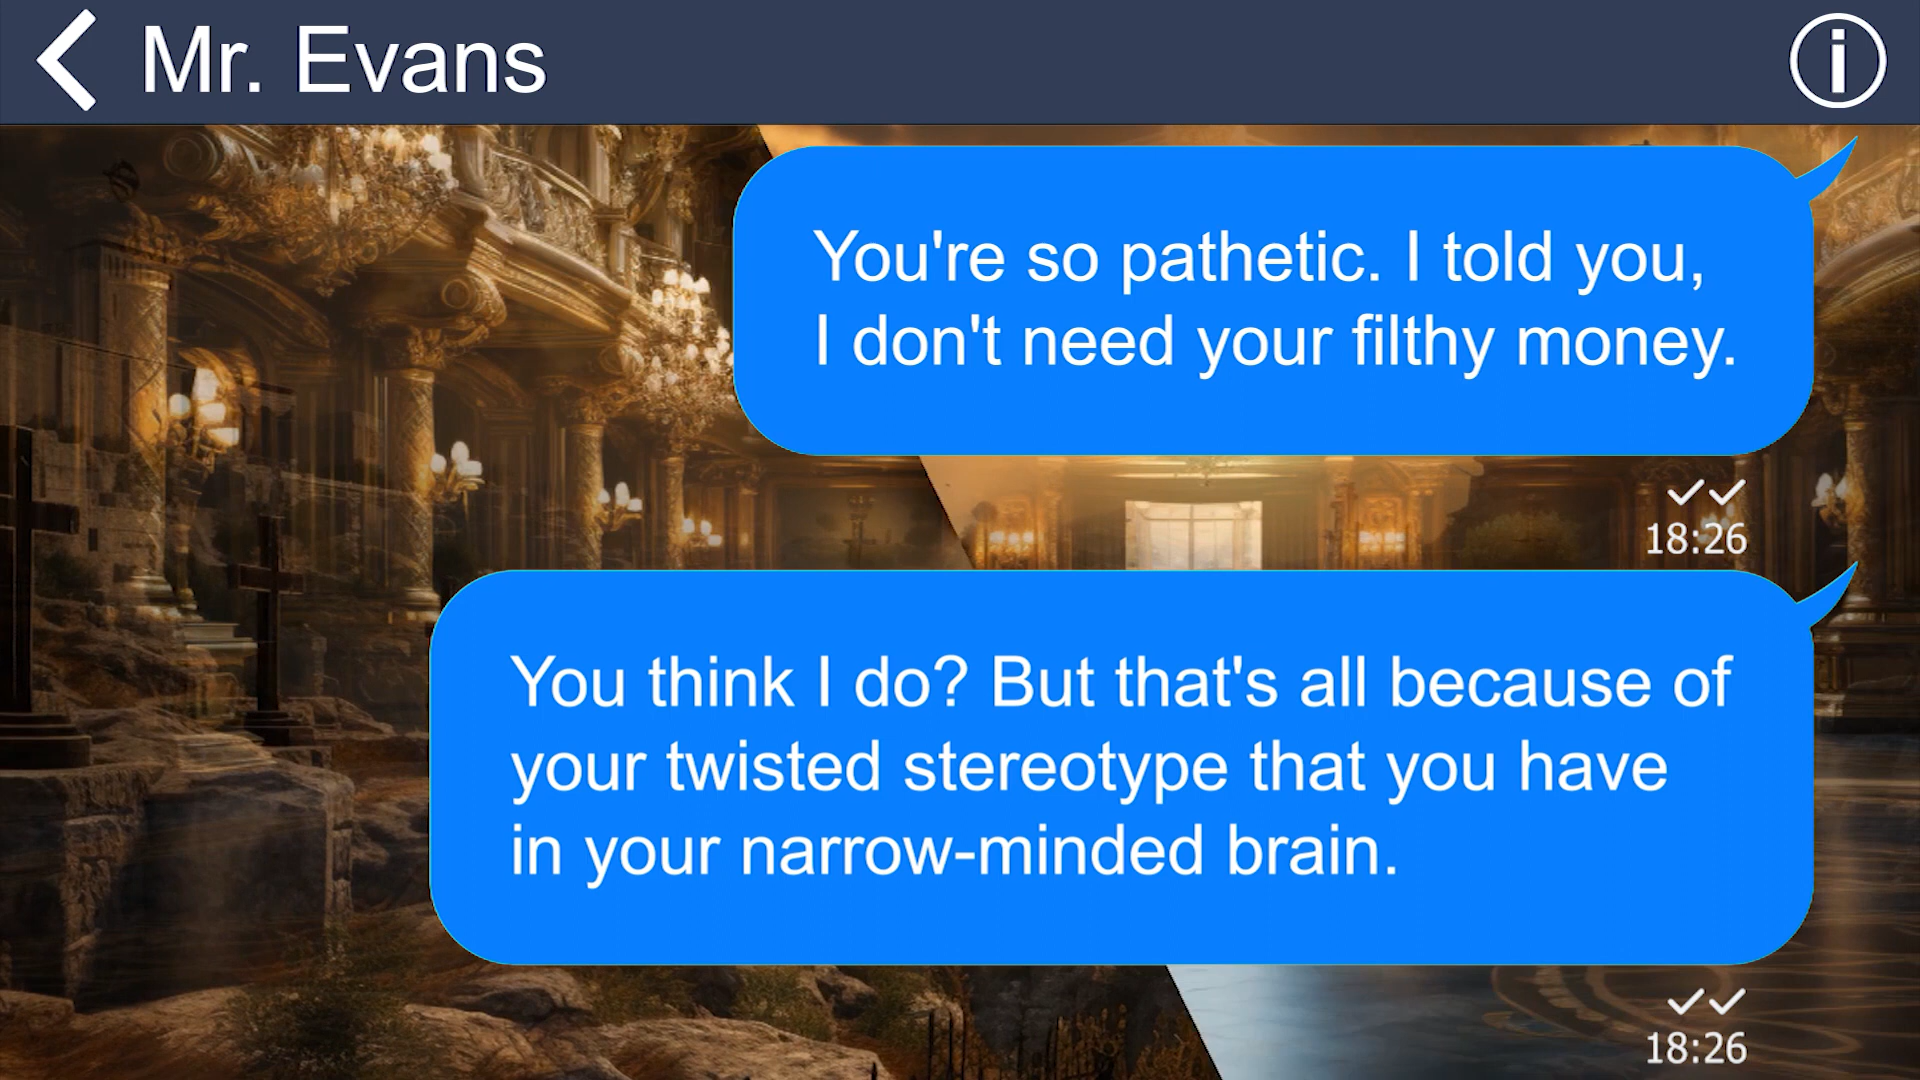 Mr. Evans
You're so pathetic. I told you,
I don't need your filthy money.
18:26
You think I do? But that's all because of
your twisted stereotype that you have
in your narrow-minded brain.
18:26